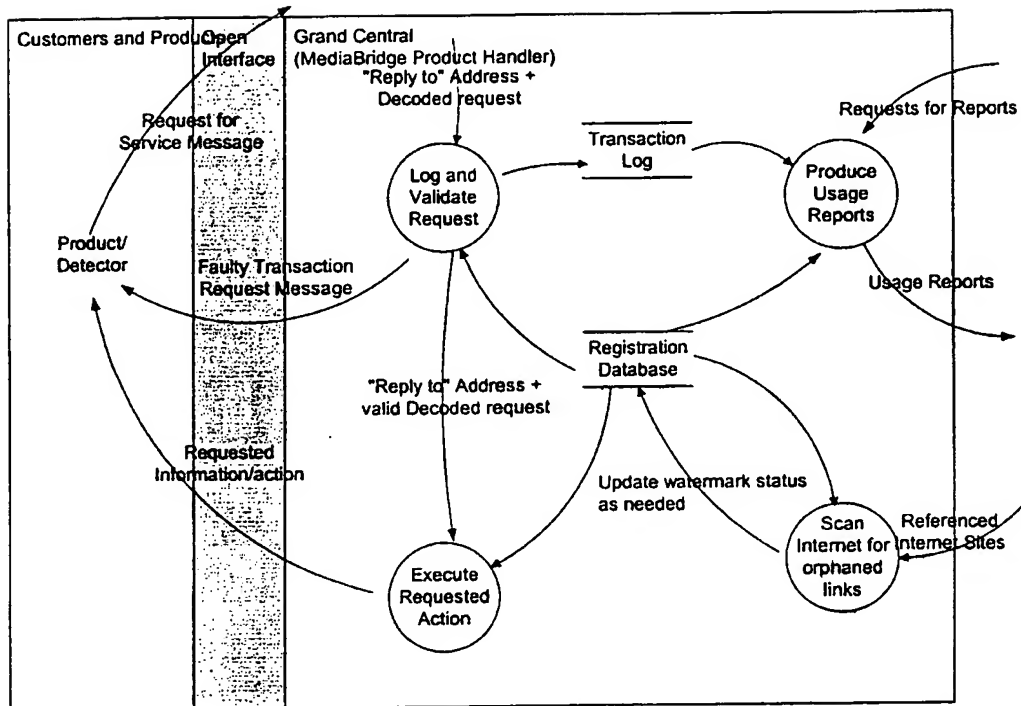 Customers and Products
Open
Interface
Grand Central
(MediaBridge Product Handler)
"Reply to" Address +
Decoded request
Requests for Reports
Request for
Service Message
Transaction
Log
Log and
Validate
Request
Produce
Usage
Reports
Product/
Detector
Faulty Transaction
Request Message
Usage Reports
Registration
Database
"Reply to" Address +
valid Decoded request
Requested
Information/action
Update watermark status
as needed
Scan
Internet for
orphaned
links
Referenced
Internet Sites
Execute
Requested
Action